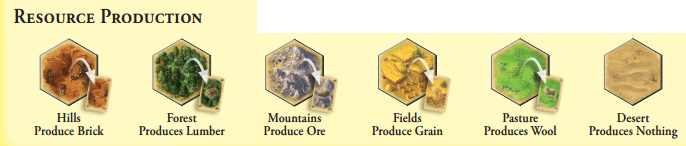 Resource Production
Hills
Produce Brick
Forest
Produces Lumber
Mountains
Produce Ore
Fields
Produce Grain
Pasture
Produces Wool
Desert
Produces Nothing